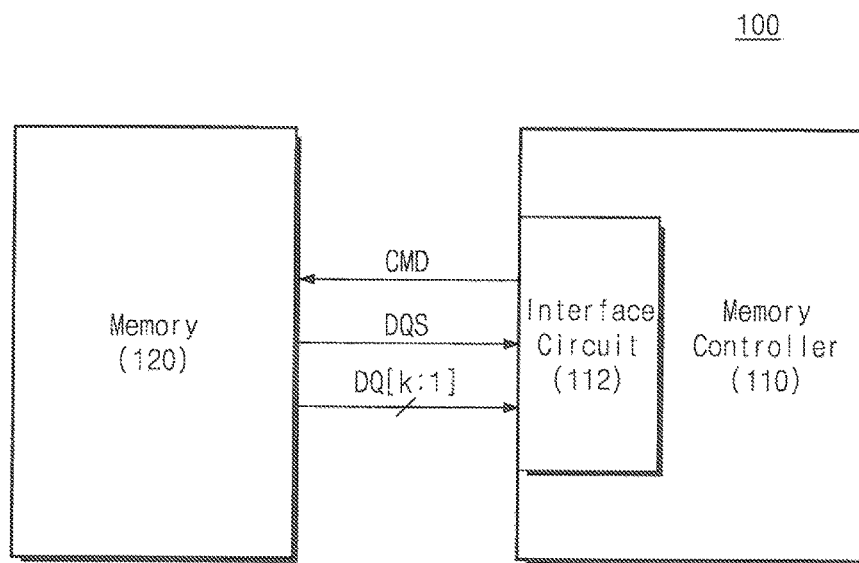 100
CMD
DQS
DQ[k:1]
Memory
(120)
Interface
Circuit
(112)
Memory
Controller
(110)